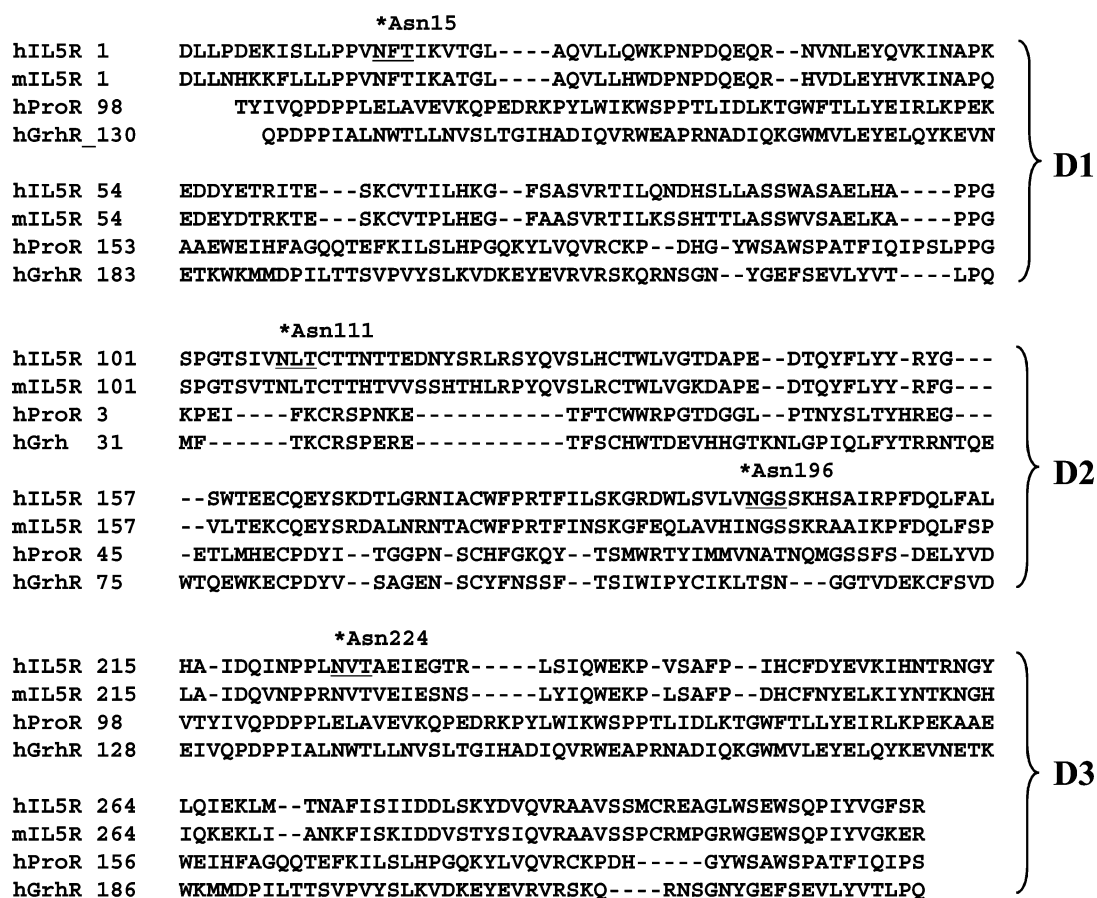 *Asn15
hIL5R 1 DLLPDEKISLLPPVNFTIKVTGL----AQVLLQWKPNPDQEQR--NVNLEYQVKINAPK
mIL5R 1 DLLNHKKFLLLPPVNFTIKATGL----AQVLLHWDPNPDQEQR--HVDLEYHVKINAPQ
hProR 98 TYIVQPDPPLELAVEVKQPEDRKPYLWIKWSPPTLIDLKTGWFTLLYEIRLKPEK
hGrhR_130 QPDPPIALNWTLLNVSLTGIHADIQVRWEAPRNADIQKGWMVLEYELQYKEVN
D1
hIL5R 54 EDDYETRITE---SKCVTILHKG--FSASVRTILQNDHSLLASSWASAELHA----PPG
mIL5R 54 EDEYDTRKTE---SKCVTPLHEG--FAASVRTILKSSHTTLASSWVSAELKA----PPG
hProR 153 AAEWEIHFAGQQTEFKILSLHPGQKYLVQVRCKP--DHG-YWSAWSPATFIQIPSLPPG
hGrhR 183 ETKWKMMDPILTTSVPVYSLKVDKEYEVRVRSKQRNSGN--YGEFSEVLYVT----LPQ
*Asn111
hIL5R 101 SPGTSIVNLTCTTNTTEDNYSRLRSYQVSLHCTWLVGTDAPE--DTQYFLYY-RYG---
mIL5R 101 SPGTSVTNLTCTTHTVVSSHTHLRPYQVSLRCTWLVGKDAPE--DTQYFLYY-RFG---
hProR 3 KPEI----FKCRSPNKE-----------TFTCWWRPGTDGGL--PTNYSLTYHREG---
hGrh 31 MF------TKCRSPERE-----------TFSCHWTDEVHHGTKNLGPIQLFYTRRNTQE
D2
*Asn196
hIL5R 157 --SWTEECQEYSKDTLGRNIACWFPRTFILSKGRDWLSVLVNGSSKHSAIRPFDQLFAL
mIL5R 157 --VLTEKCQEYSRDALNRNTACWFPRTFINSKGFEQLAVHINGSSKRAAIKPFDQLFSP
hProR 45 -ETLMHECPDYI--TGGPN-SCHFGKQY--TSMWRTYIMMVNATNQMGSSFS-DELYVD
hGrhR 75 WTQEWKECPDYV--SAGEN-SCYFNSSF--TSIWIPYCIKLTSN---GGTVDEKCFSVD
*Asn224
hIL5R 215 HA-IDQINPPLNVTAEIEGTR-----LSIQWEKP-VSAFP--IHCFDYEVKIHNTRNGY
mIL5R 215 LA-IDQVNPPRNVTVEIESNS-----LYIQWEKP-LSAFP--DHCFNYELKIYNTKNGH
hProR 98 VTYIVQPDPPLELAVEVKQPEDRKPYLWIKWSPPTLIDLKTGWFTLLYEIRLKPEKAAE
hGrhR 128 EIVQPDPPIALNWTLLNVSLTGIHADIQVRWEAPRNADIQKGWMVLEYELQYKEVNETK
D3
hIL5R 264 LQIEKLM--TNAFISIIDDLSKYDVQVRAAVSSMCREAGLWSEWSQPIYVGFSR
mIL5R 264 IQKEKLI--ANKFISKIDDVSTYSIQVRAAVSSPCRMPGRWGEWSQPIYVGKER
hProR 156 WEIHFAGQQTEFKILSLHPGQKYLVQVRCKPDH-----GYWSAWSPATFIQIPS
hGrhR 186 WKMMDPILTTSVPVYSLKVDKEYEVRVRSKQ----RNSGNYGEFSEVLYVTLPQ